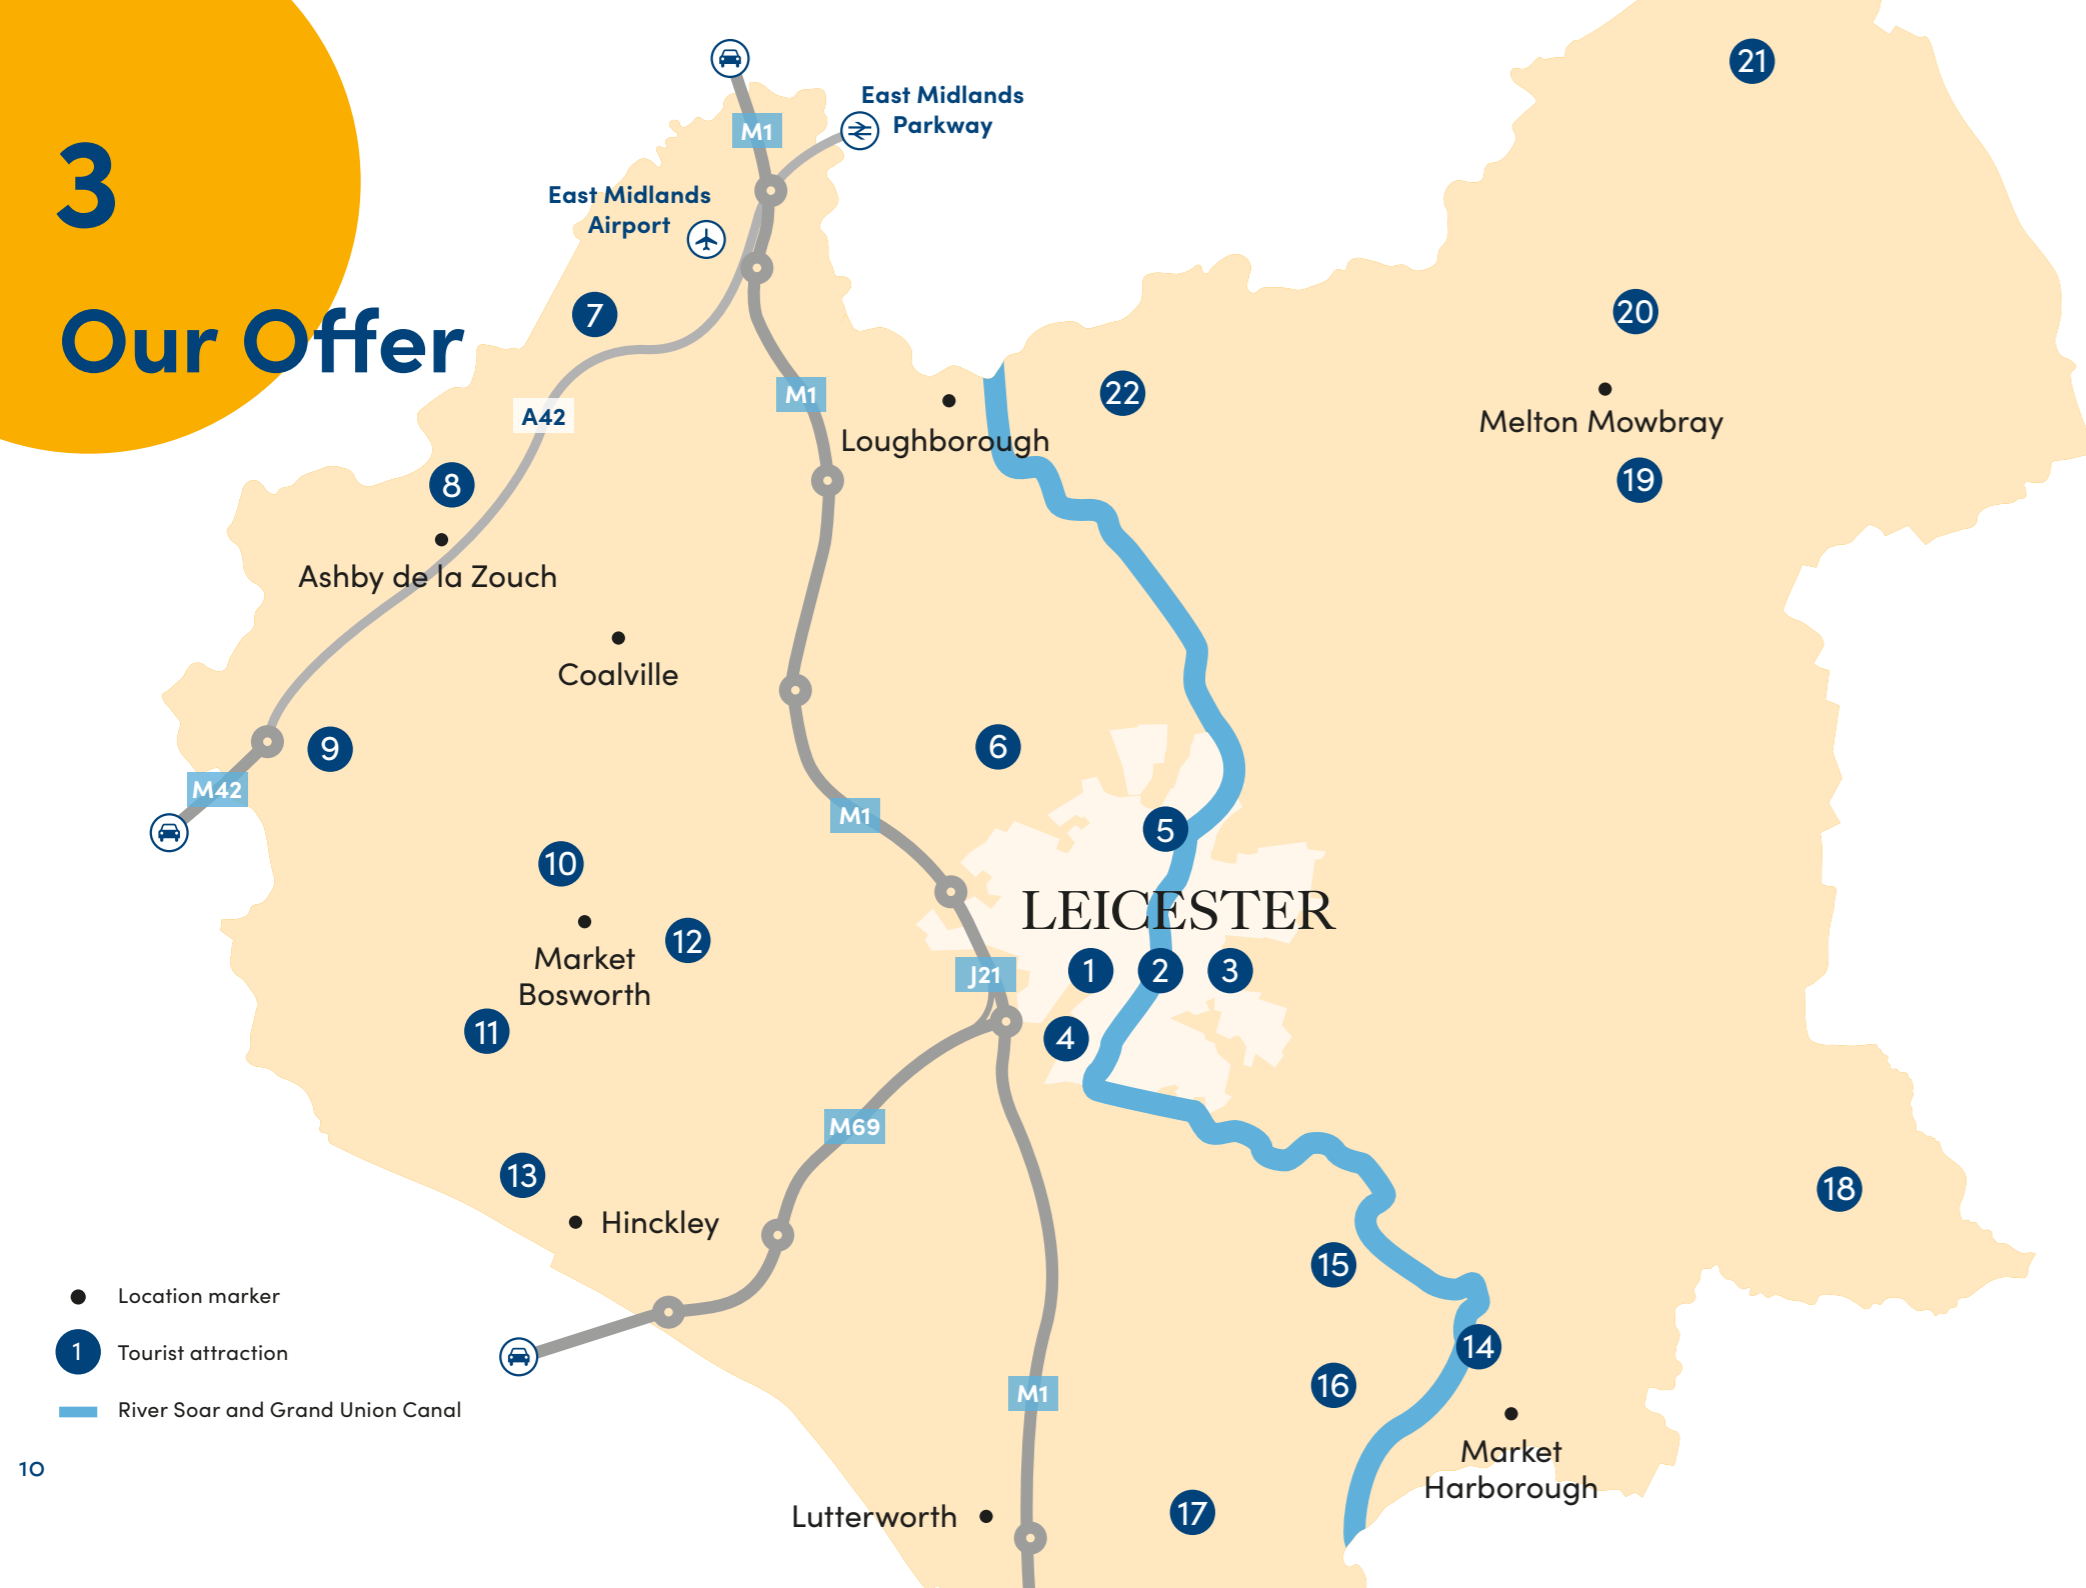 3
Our Offer
M1
East Midlands
Parkway
East Midlands
Airport
21
7
20
M1
22
A42
Loughborough
Melton Mowbray
8
19
Ashby de la Zouch
Coalville
9
6
M42
M1
5
10
LEICESTER
12
Market
Bosworth
J21
1
2
3
11
4
M69
13
Hinckley
18
15
14
16
M1
Market
Harborough
Lutterworth
17
Location marker
1
Tourist attraction
River Soar and Grand Union Canal
10